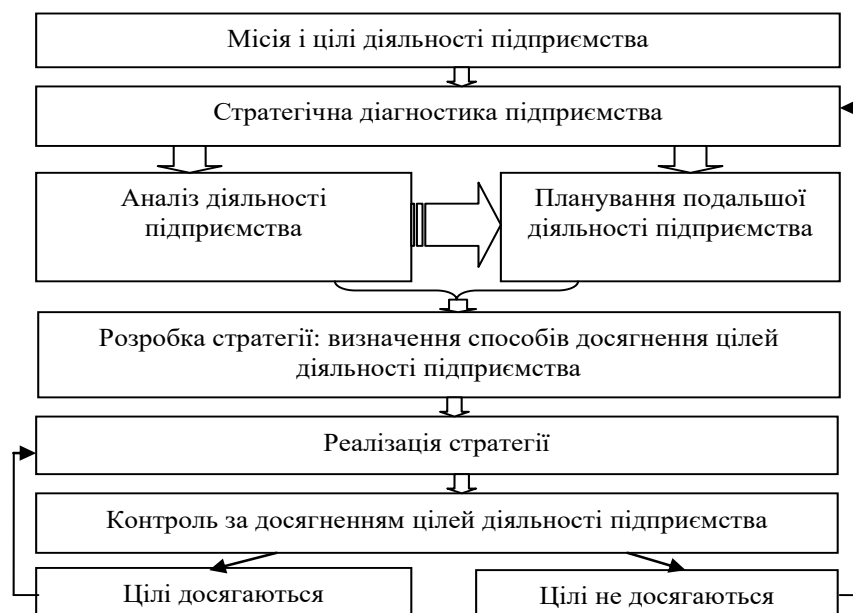 Місія і цілі діяльності підприємства
Стратегічна діагностика підприємства
Аналіз діяльності
підприємства
Планування подальшої
діяльності підприємства
Розробка стратегії: визначення способів досягнення цілей
діяльності підприємства
Реалізація стратегії
Контроль за досягненням цілей діяльності підприємства
Цілі досягаються
Цілі не досягаються